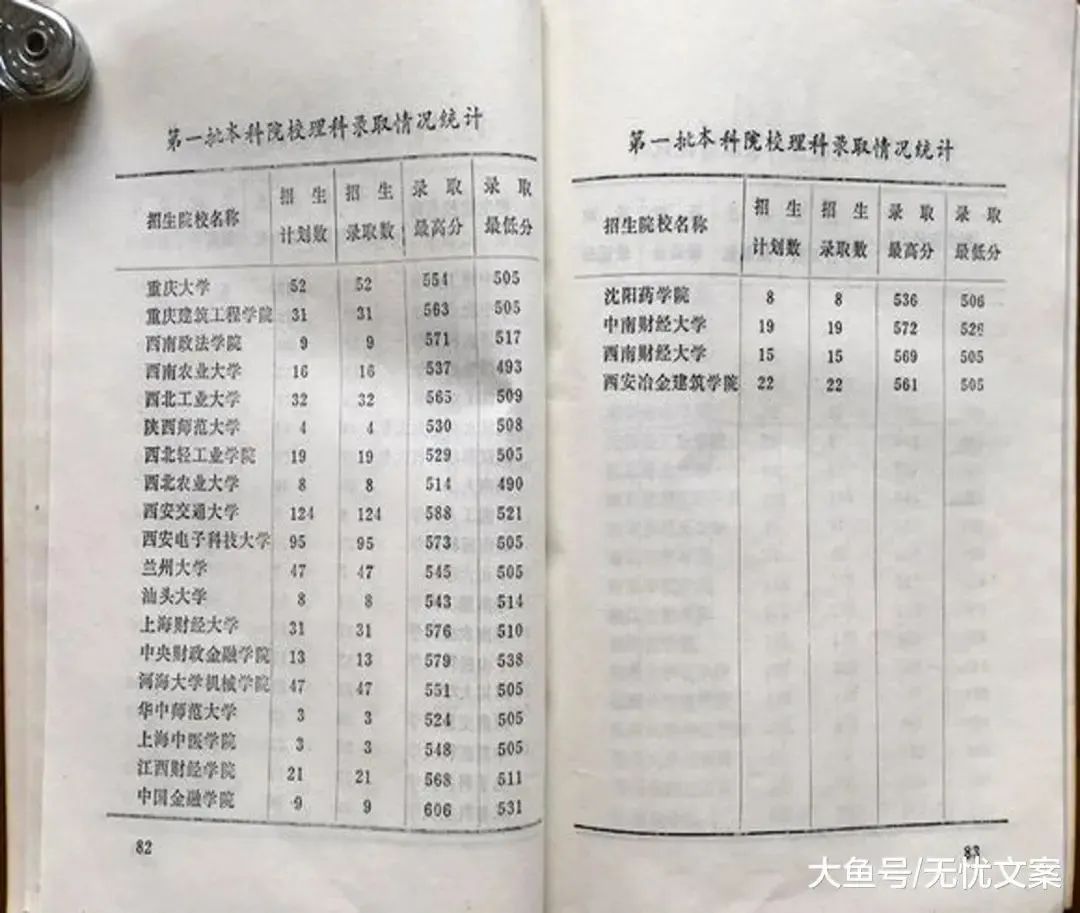 第一批本科院校理科录取情况统计
招生院校名称 招生计划数 招生录取数 录取最高分 录取最低分
重庆大学 52 52 554 505
重庆建筑工程学院 31 31 563 505
西南政法学院 9 9 571 517
西南农业大学 16 16 537 493
西北工业大学 32 32 565 509
陕西师范大学 4 4 530 508
西北轻工业学院 19 19 529 505
西北农业大学 8 8 514 490
西安交通大学 124 124 588 521
西安电子科技大学 95 95 573 505
兰州大学 47 47 545 505
汕头大学 8 8 543 514
上海财经大学 31 31 576 510
中央财政金融学院 13 13 579 538
河海大学机械学院 47 47 551 505
华中师范大学 3 3 524 505
上海中医学院 3 3 548 505
江西财经学院 21 21 568 511
中国金融学院 9 9 606 531
82
第一批本科院校理科录取情况统计
招生院校名称 招生计划数 招生录取数 录取最高分 录取最低分
沈阳药学院 8 8 536 506
中南财经大学 19 19 572
西南财经大学 15 15 569 505
西安冶金建筑学院 22 22 561 505
83
大鱼号/无忧文案